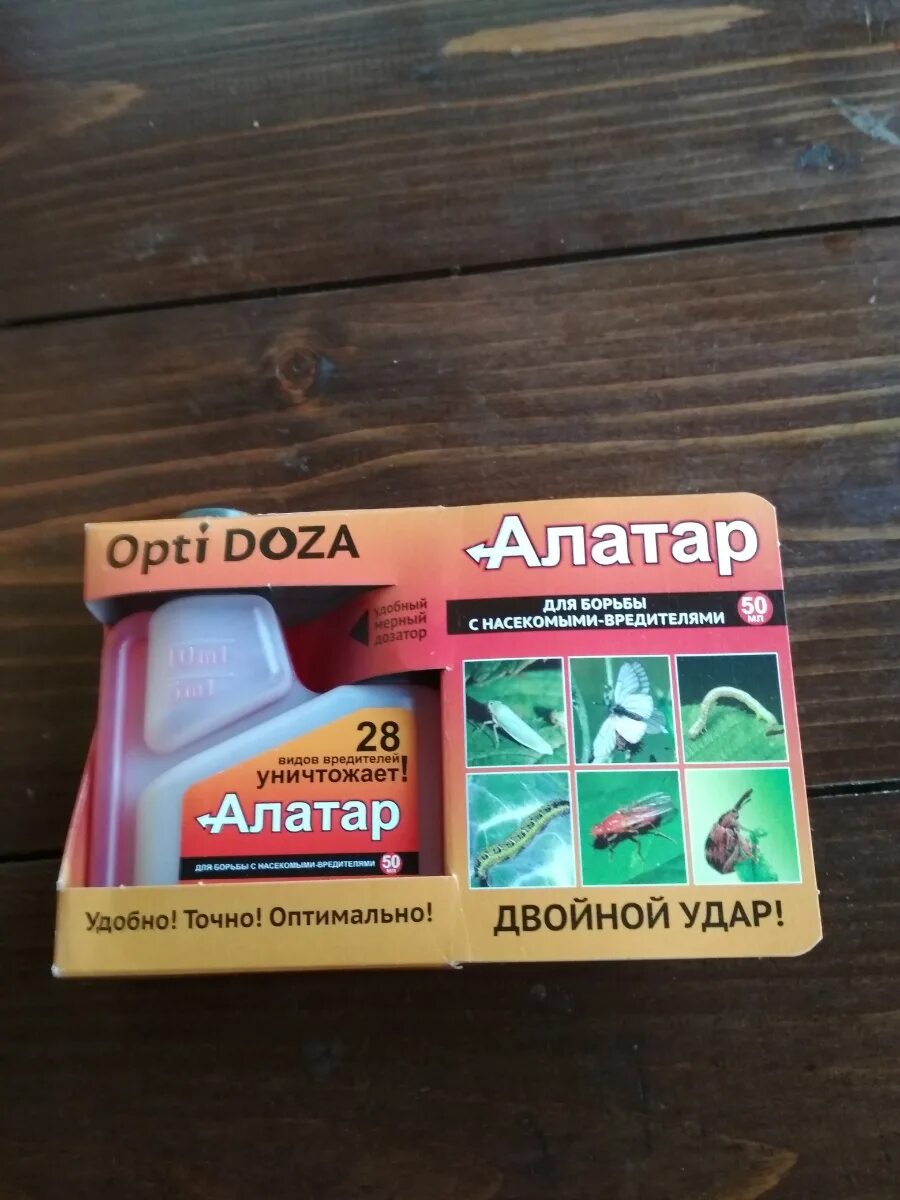 Opti DOZA
удобный
мерный
дозатор
10ml
5ml
28
видов вредителей
уничтожает!
Алатар
ДЛЯ БОРЬБЫ С НАСЕКОМЫМИ-ВРЕДИТЕЛЯМИ 50
Удобно! Точно! Оптимально!
Алатар
ДЛЯ БОРЬБЫ
С НАСЕКОМЫМИ-ВРЕДИТЕЛЯМИ
50
МЛ
ДВОЙНОЙ УДАР!